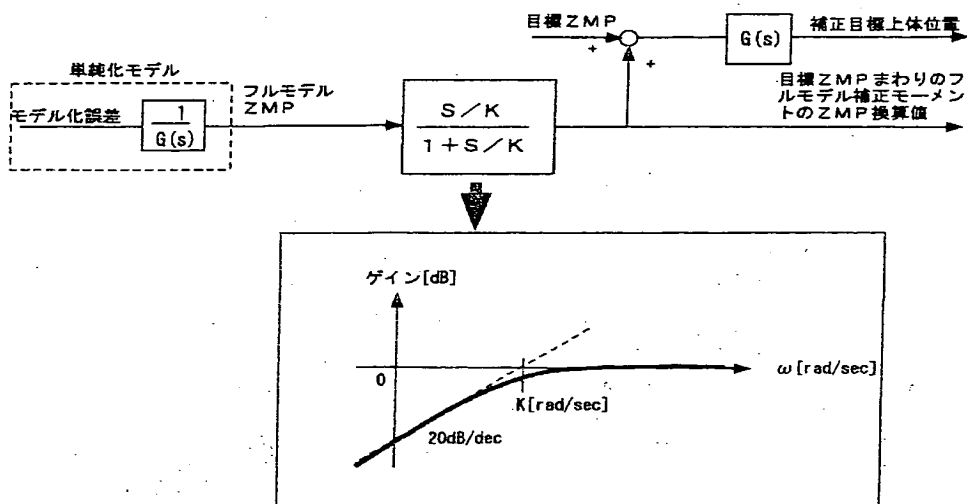 目標ZMP
+
+
G(s)
補正目標上体位置
単純化モデル
モデル化誤差
1
G(s)
フルモデル
ZMP
S/K
1+S/K
目標ZMPまわりのフ
ルモデル補正モーメン
トのZMP換算値
ゲイン[dB]
0
K[rad/sec]
ω[rad/sec]
20dB/dec